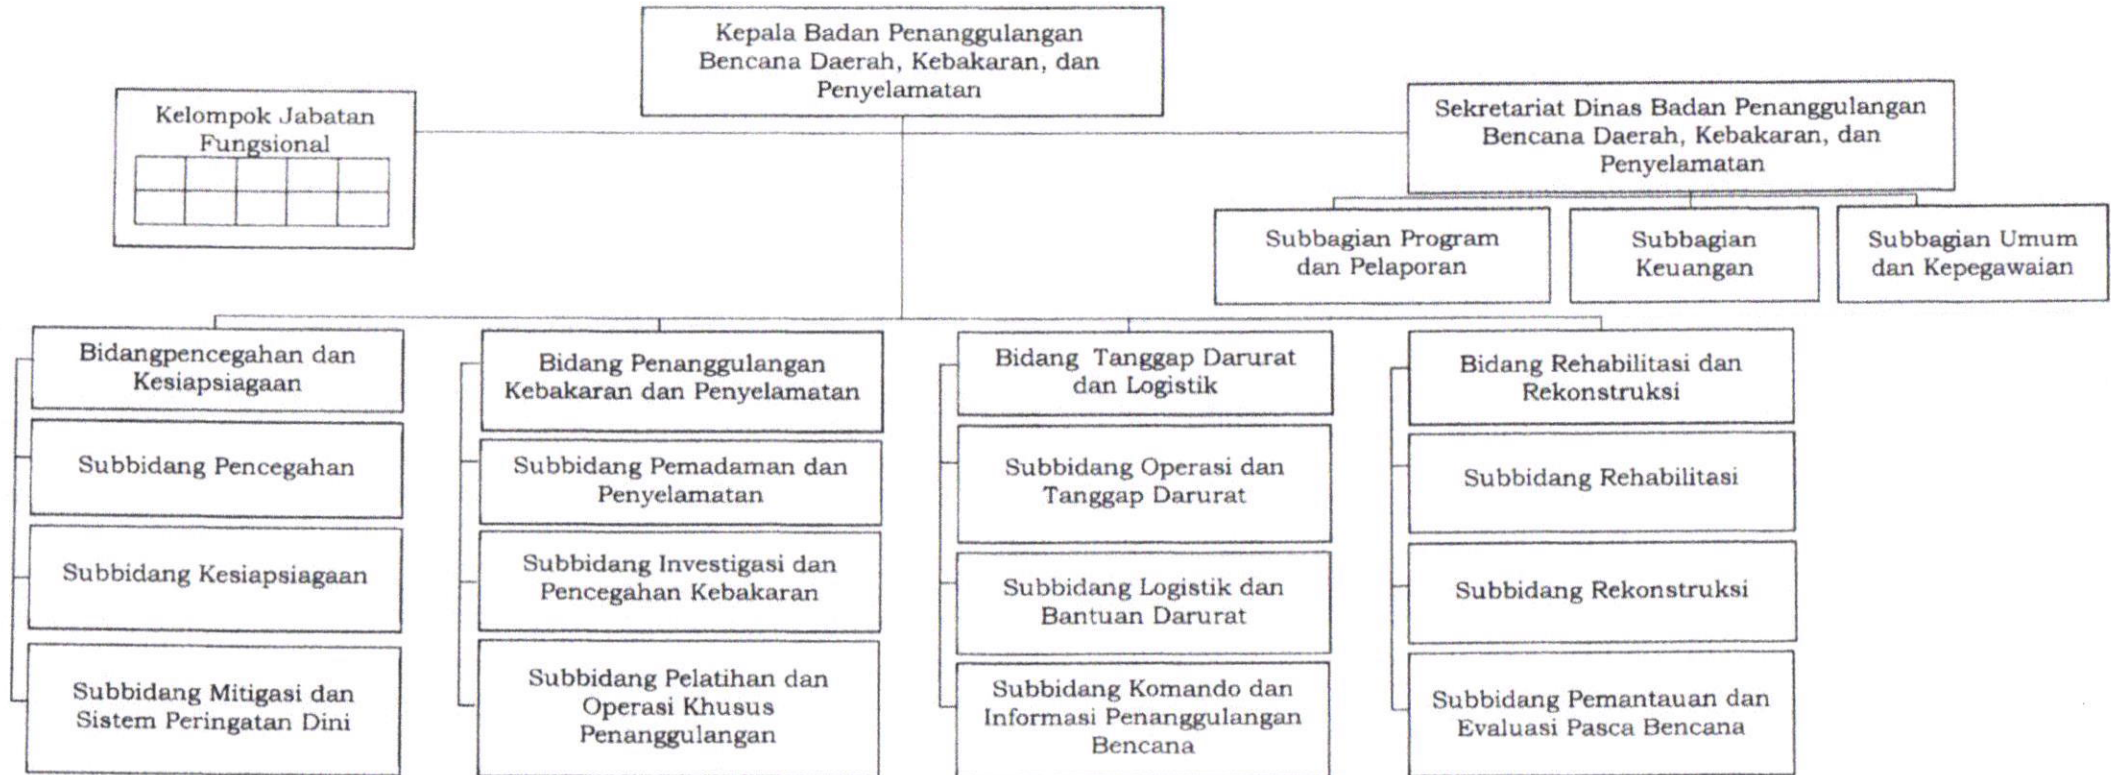 Kepala Badan Penanggulangan
Bencana Daerah, Kebakaran, dan
Penyelamatan
Kelompok Jabatan
Fungsional
Sekretariat Dinas Badan Penanggulangan
Bencana Daerah, Kebakaran, dan
Penyelamatan
Subbagian Program
dan Pelaporan
Subbagian
Keuangan
Subbagian Umum
dan Kepegawaian
Bidangpencegahan dan
Kesiapsiagaan
Subbidang Pencegahan
Subbidang Kesiapsiagaan
Subbidang Mitigasi dan
Sistem Peringatan Dini
Bidang Penanggulangan
Kebakaran dan Penyelamatan
Subbidang Pemadaman dan
Penyelamatan
Subbidang Investigasi dan
Pencegahan Kebakaran
Subbidang Pelatihan dan
Operasi Khusus
Penanggulangan
Bidang Tanggap Darurat
dan Logistik
Subbidang Operasi dan
Tanggap Darurat
Subbidang Logistik dan
Bantuan Darurat
Subbidang Komando dan
Informasi Penanggulangan
Bencana
Bidang Rehabilitasi dan
Rekonstruksi
Subbidang Rehabilitasi
Subbidang Rekonstruksi
Subbidang Pemantauan dan
Evaluasi Pasca Bencana